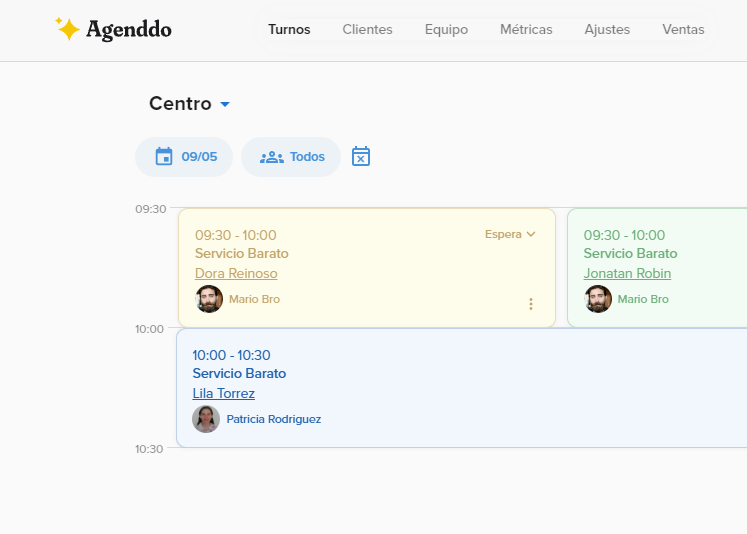 Agenddo
Turnos Clientes Equipo Métricas Ajustes Ventas
Centro
09/05 Todos
09:30
09:30 - 10:00 Espera
Servicio Barato
Dora Reinoso
Mario Bro
09:30 - 10:00
Servicio Barato
Jonatan Robin
Mario Bro
10:00
10:00 - 10:30
Servicio Barato
Lila Torrez
Patricia Rodriguez
10:30